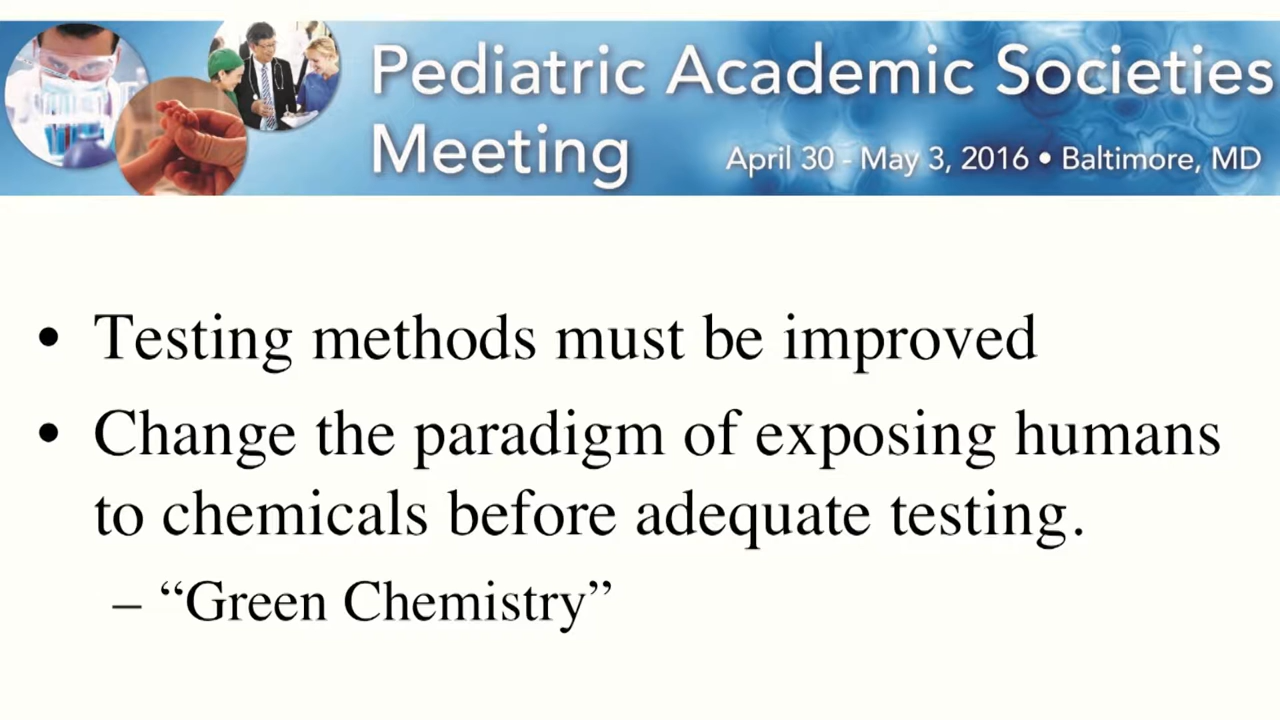 Pediatric Academic Societies
Meeting
April 30 - May 3, 2016 • Baltimore, MD
• Testing methods must be improved
• Change the paradigm of exposing humans
to chemicals before adequate testing.
– “Green Chemistry”